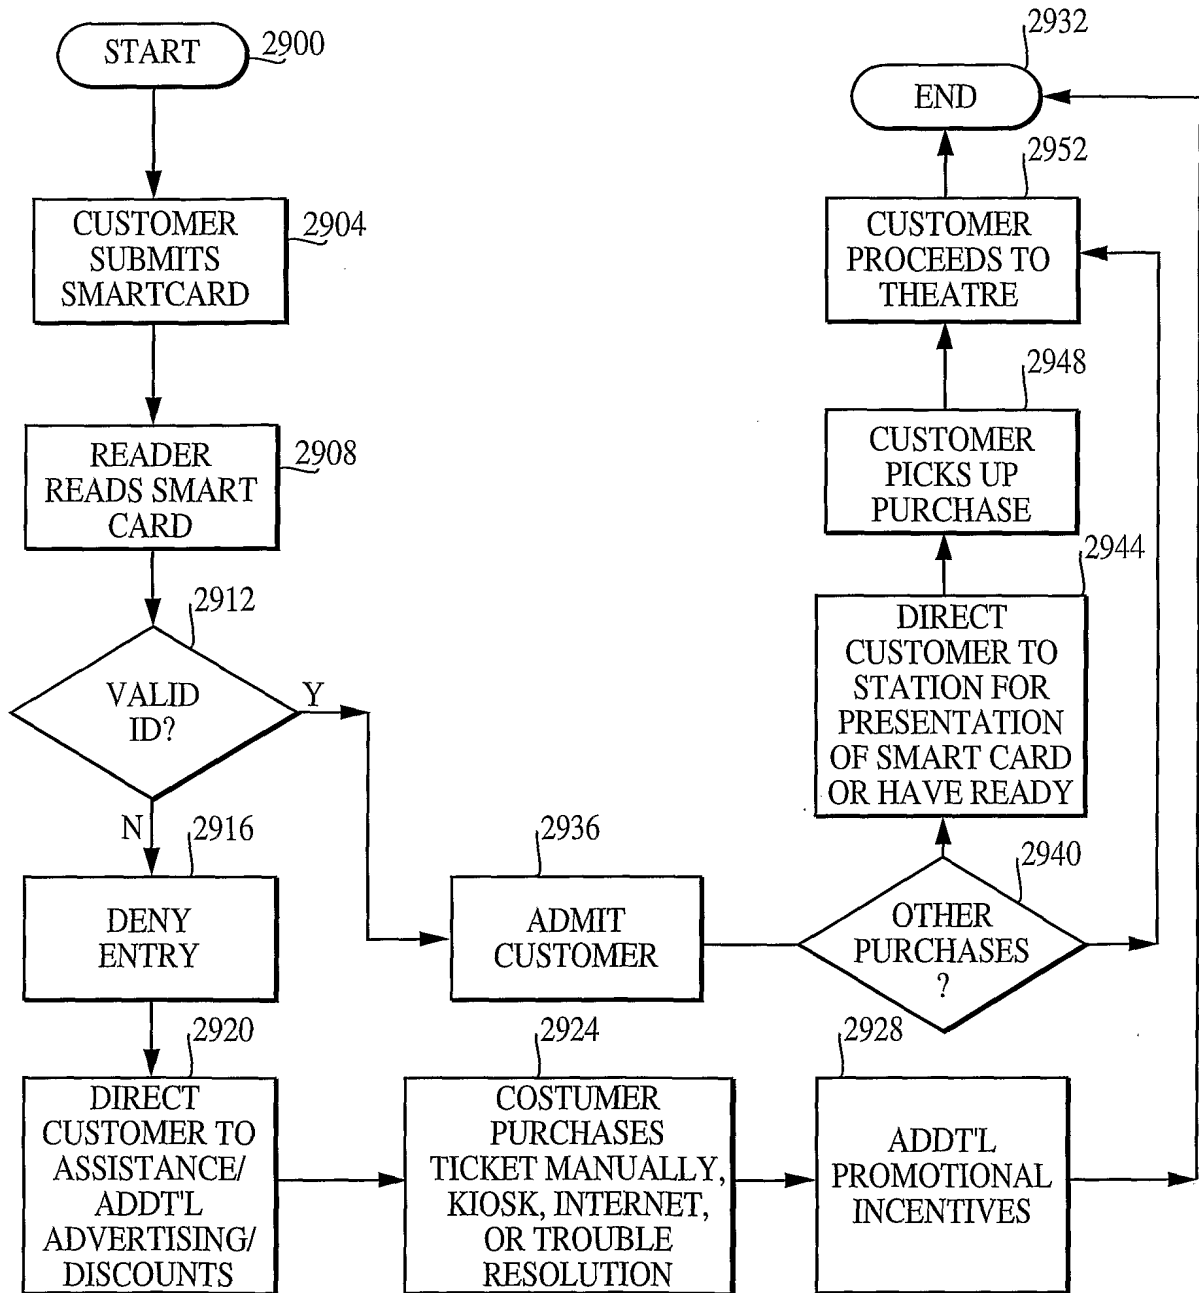 START
2900
CUSTOMER
SUBMITS
SMARTCARD
2904
READER
READS SMART
CARD
2908
2912
VALID
ID?
Y
N
2916
DENY
ENTRY
2920
DIRECT
CUSTOMER TO
ASSISTANCE/
ADDT'L
ADVERTISING/
DISCOUNTS
2924
COSTUMER
PURCHASES
TICKET MANUALLY,
KIOSK, INTERNET,
OR TROUBLE
RESOLUTION
2928
ADDT'L
PROMOTIONAL
INCENTIVES
2936
ADMIT
CUSTOMER
2940
OTHER
PURCHASES
?
2944
DIRECT
CUSTOMER TO
STATION FOR
PRESENTATION
OF SMART CARD
OR HAVE READY
2948
CUSTOMER
PICKS UP
PURCHASE
2952
CUSTOMER
PROCEEDS TO
THEATRE
2932
END